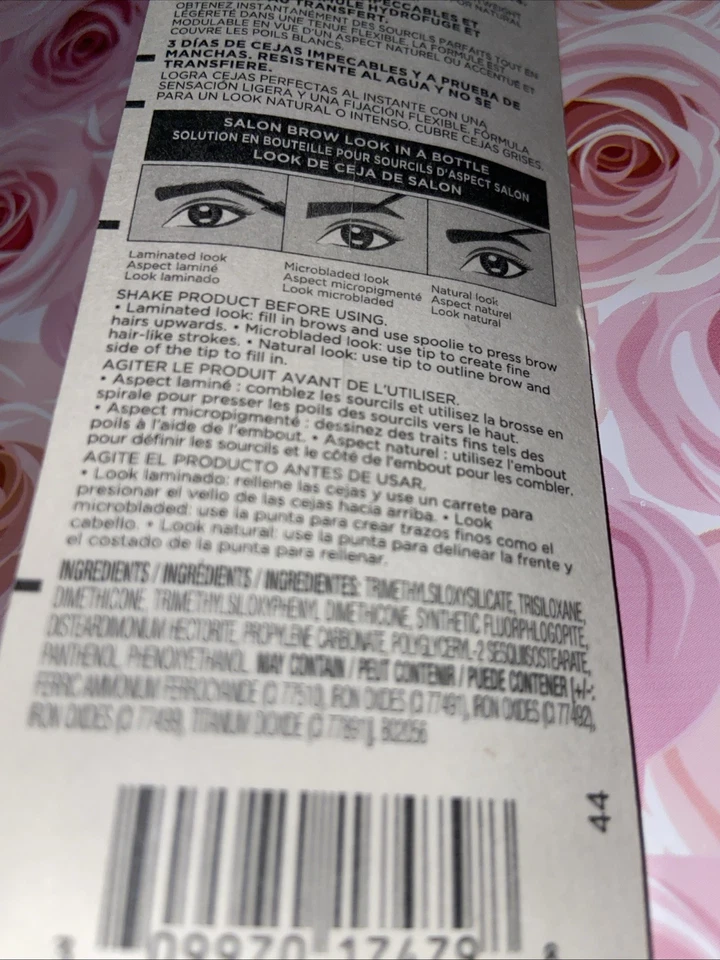 IMPECCABLES ET
FORMULE HYDROFUGE ET
TRANSFERT.
OBTENEZ INSTANTANÉMENT DES SOURCILS PARFAITS TOUT EN
LÉGÈRETÉ DANS UNE TENUE FLEXIBLE. LA FORMULE EST
MODULABLE EN VUE D'UN ASPECT NATUREL OU ACCENTUÉ ET
COUVRE LES POILS BLANCS.
3 DÍAS DE CEJAS IMPECABLES Y A PRUEBA DE
MANCHAS. RESISTENTE AL AGUA Y NO SE
TRANSFIERE.
LOGRA CEJAS PERFECTAS AL INSTANTE CON UNA
SENSACIÓN LIGERA Y UNA FIJACIÓN FLEXIBLE. FÓRMULA
PARA UN LOOK NATURAL O INTENSO. CUBRE CEJAS GRISES.
SALON BROW LOOK IN A BOTTLE
SOLUTION EN BOUTEILLE POUR SOURCILS D'ASPECT SALON
LOOK DE CEJA DE SALON
Laminated look
Aspect laminé
Look laminado
Microbladed look
Aspect micropigmenté
Look microbladed
Natural look
Aspect naturel
Look natural
SHAKE PRODUCT BEFORE USING.
• Laminated look: fill in brows and use spoolie to press brow
hairs upwards. • Microbladed look: use tip to create fine
hair-like strokes. • Natural look: use tip to outline brow and
side of the tip to fill in.
AGITER LE PRODUIT AVANT DE L'UTILISER.
• Aspect laminé : comblez les sourcils et utilisez la brosse en
spirale pour presser les poils des sourcils vers le haut.
• Aspect micropigmenté : dessinez des traits fins tels des
poils à l'aide de l'embout. • Aspect naturel : utilisez l'embout
pour définir les sourcils et le côté de l'embout pour les combler.
AGITE EL PRODUCTO ANTES DE USAR.
• Look laminado: rellene las cejas y use un carrete para
presionar el vello de las cejas hacia arriba. • Look
microbladed: use la punta para crear trazos finos como el
cabello. • Look natural: use la punta para delinear la frente y
el costado de la punta para rellenar.
INGREDIENTS / INGRÉDIENTS / INGREDIENTES: TRIMETHYLSILOXYSILICATE, TRISILOXANE,
DIMETHICONE, TRIMETHYLSILOXYPHENYL DIMETHICONE, SYNTHETIC FLUORPHLOGOPITE,
DISTEARDIMONIUM HECTORITE, PROPYLENE CARBONATE, POLYGLYCERYL-2 SESQUIISOSTEARATE,
PANTHENOL, PHENOXYETHANOL. MAY CONTAIN / PEUT CONTENIR / PUEDE CONTENER [+/-:
FERRIC AMMONIUM FERROCYANIDE (CI 77510), IRON OXIDES (CI 77491), IRON OXIDES (CI 77492),
IRON OXIDES (CI 77499), TITANIUM DIOXIDE (CI 77891)]
44
3 09970 17479